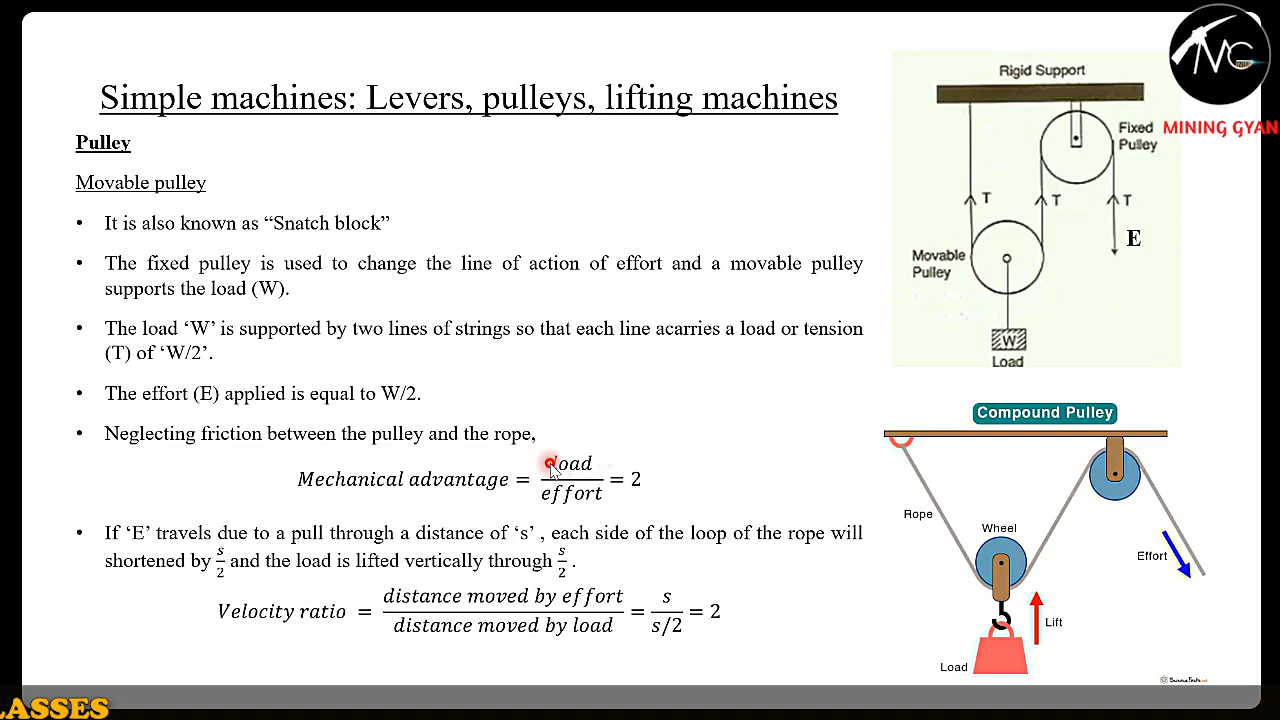 Simple machines: Levers, pulleys, lifting machines
MG
MINING GYAN
Pulley
Movable pulley
• It is also known as “Snatch block”
• The fixed pulley is used to change the line of action of effort and a movable pulley
supports the load (W).
• The load ‘W’ is supported by two lines of strings so that each line acarries a load or tension
(T) of ‘W/2’.
• The effort (E) applied is equal to W/2.
• Neglecting friction between the pulley and the rope,
Mechanical advantage = load/effort = 2
• If ‘E’ travels due to a pull through a distance of ‘s’ , each side of the loop of the rope will
shortened by s/2 and the load is lifted vertically through s/2 .
Velocity ratio = distance moved by effort/distance moved by load = s/s/2 = 2
Rigid Support
Fixed
Pulley
T
T
T
E
Movable
Pulley
W
Load
Compound Pulley
Rope
Wheel
Effort
Lift
Load
LASSES